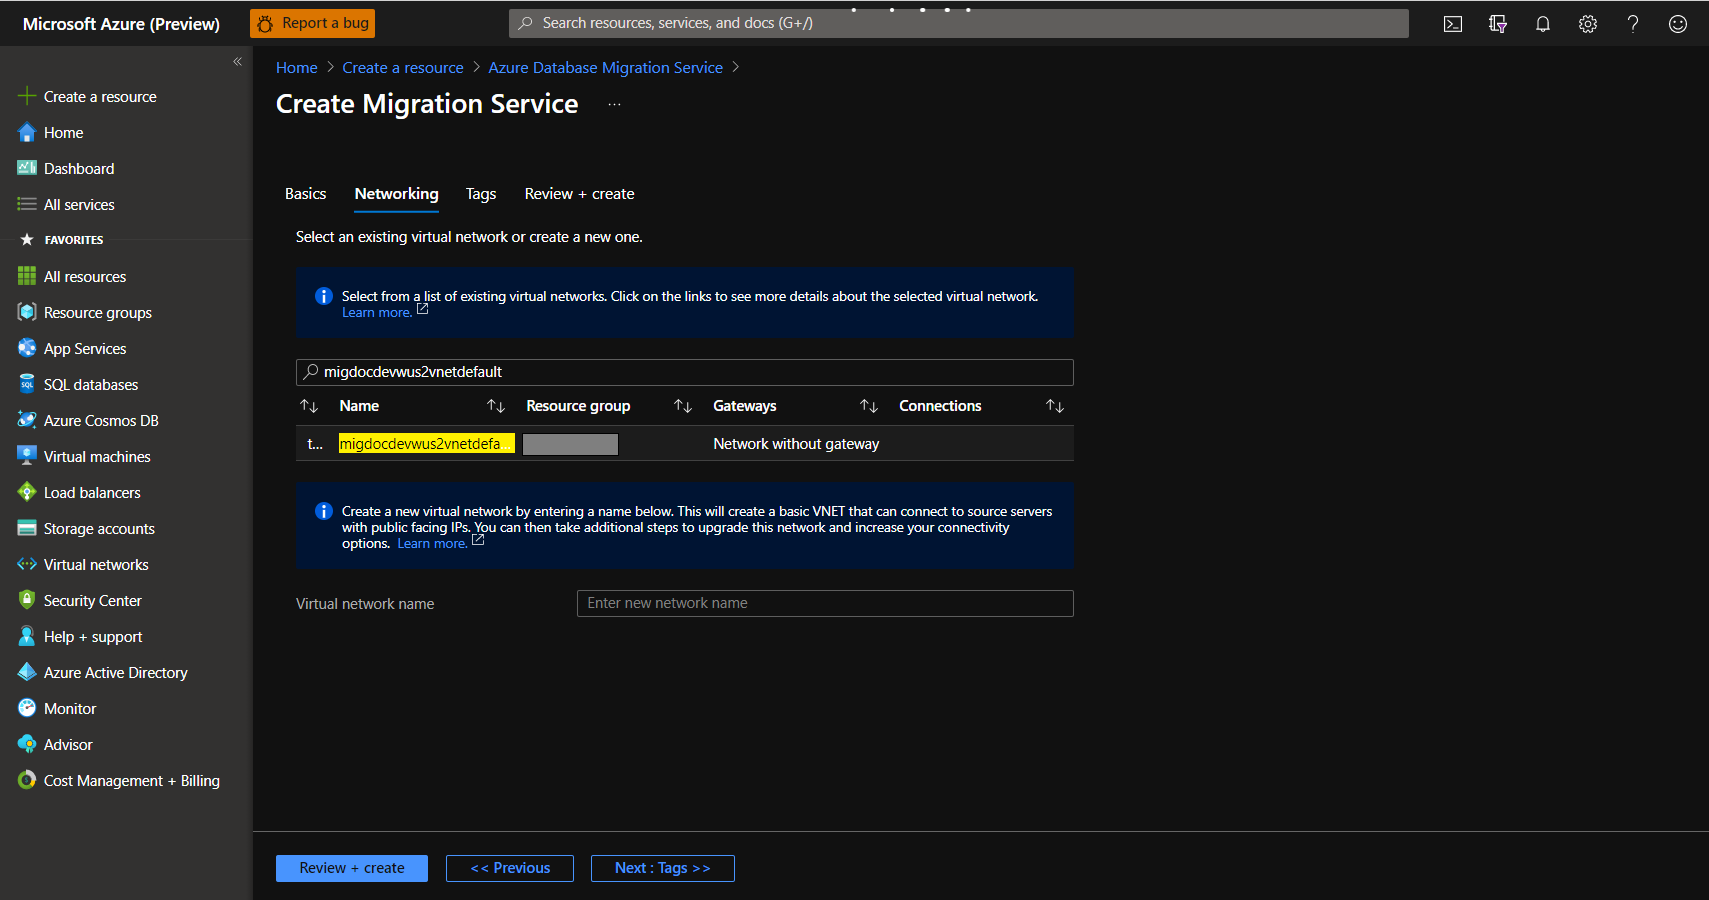 Microsoft Azure (Preview)
Report a bug
Search resources, services, and docs (G+/)
Create a resource
Home
Dashboard
All services
FAVORITES
All resources
Resource groups
App Services
SQL databases
Azure Cosmos DB
Virtual machines
Load balancers
Storage accounts
Virtual networks
Security Center
Help + support
Azure Active Directory
Monitor
Advisor
Cost Management + Billing
Home > Create a resource > Azure Database Migration Service >
Create Migration Service ...
Basics Networking Tags Review + create
Select an existing virtual network or create a new one.
Select from a list of existing virtual networks. Click on the links to see more details about the selected virtual network.
Learn more.
migdocdevwus2vnetdefault
Name Resource group Gateways Connections
t... migdocdevwus2vnetdefa... Network without gateway
Create a new virtual network by entering a name below. This will create a basic VNET that can connect to source servers
with public facing IPs. You can then take additional steps to upgrade this network and increase your connectivity
options. Learn more.
Virtual network name Enter new network name
Review + create << Previous Next : Tags >>